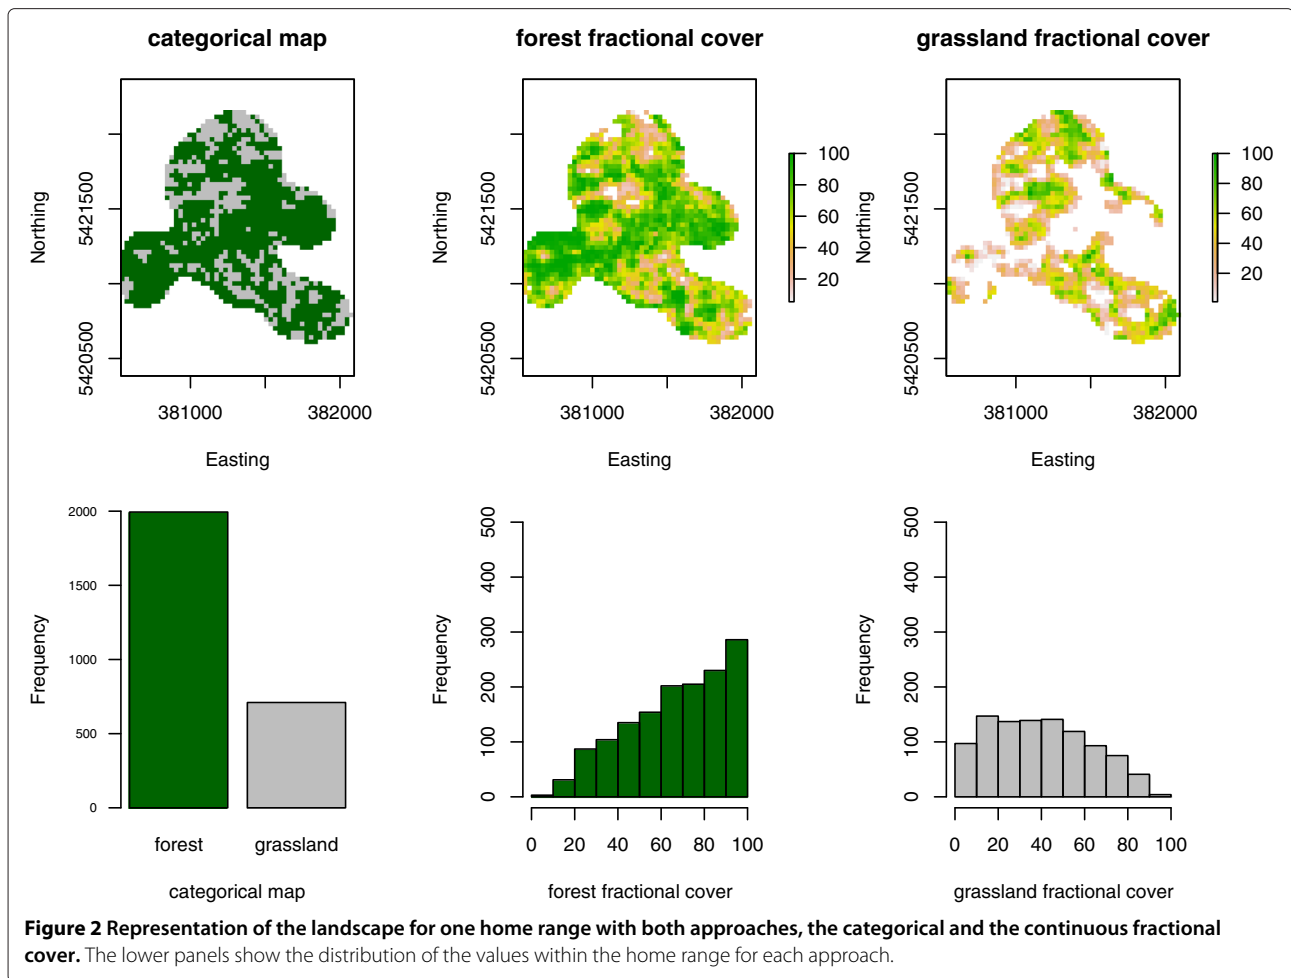 categorical map
forest fractional cover
grassland fractional cover
Northing
5421500
5420500
381000 382000
Easting
Northing
5421500
5420500
381000 382000
Easting
100
80
60
40
20
Northing
5421500
5420500
381000 382000
Easting
100
80
60
40
20
Frequency
2000
1500
1000
500
0
forest grassland
categorical map
Frequency
500
400
300
200
100
0
0 20 40 60 80 100
forest fractional cover
Frequency
500
400
300
200
100
0
0 20 40 60 80 100
grassland fractional cover
Figure 2 Representation of the landscape for one home range with both approaches, the categorical and the continuous fractional
cover. The lower panels show the distribution of the values within the home range for each approach.